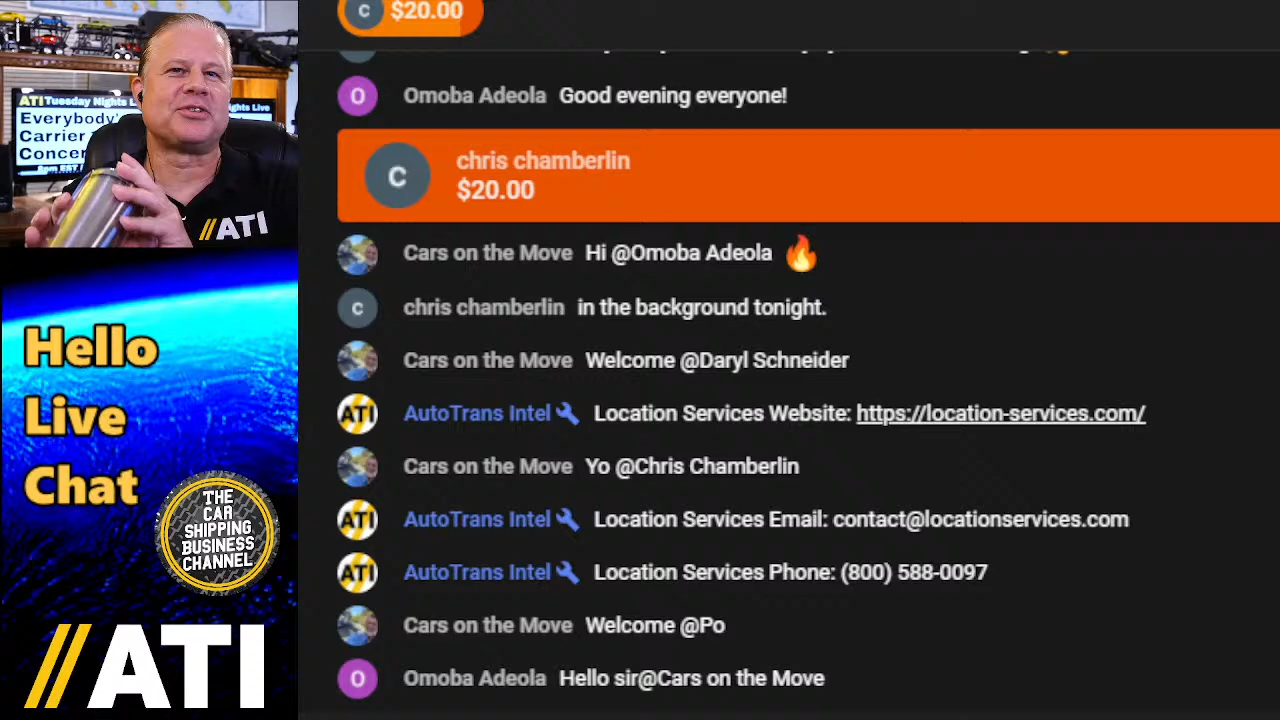 C $20.00
ATI Tuesday Nights
Everybody's
Carrier
Concer
//ATI
Hello
Live
Chat
THE
CAR
SHIPPING
BUSINESS
CHANNEL
//ATI
O Omoba Adeola Good evening everyone!
C chris chamberlin
$20.00
Cars on the Move Hi @Omoba Adeola 🔥
c chris chamberlin in the background tonight.
Cars on the Move Welcome @Daryl Schneider
ATI AutoTrans Intel Location Services Website: https://location-services.com/
Cars on the Move Yo @Chris Chamberlin
ATI AutoTrans Intel Location Services Email: contact@locationservices.com
ATI AutoTrans Intel Location Services Phone: (800) 588-0097
Cars on the Move Welcome @Po
O Omoba Adeola Hello sir@Cars on the Move